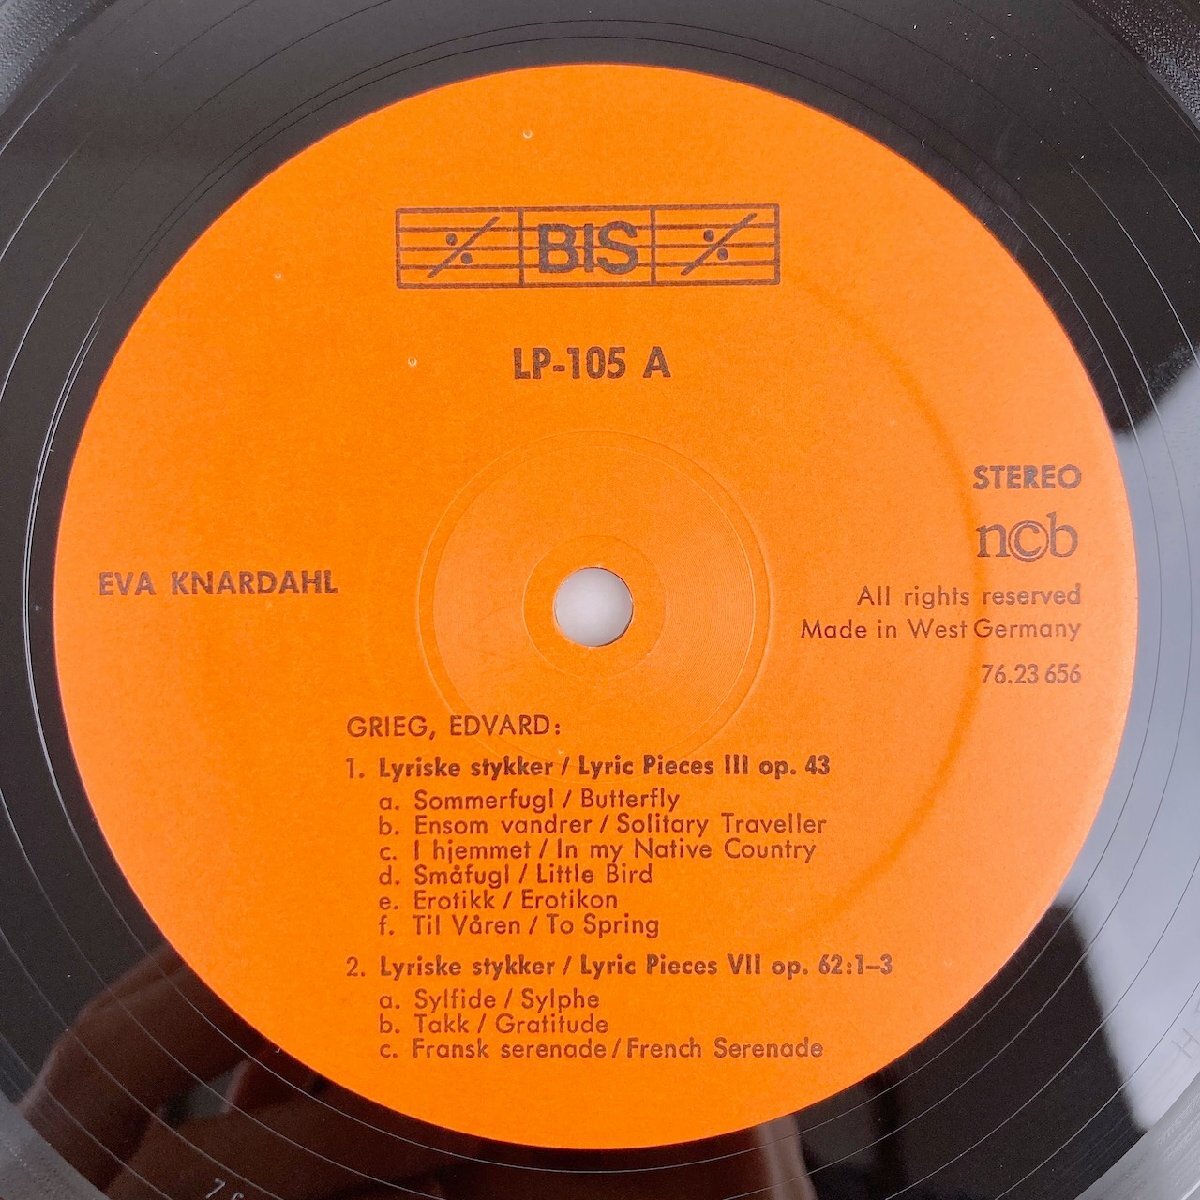 BIS
LP-105 A
STEREO
n©b
EVA KNARDAHL
All rights reserved
Made in West Germany
76.23 656
GRIEG, EDVARD:
1. Lyriske stykker / Lyric Pieces III op. 43
a. Sommerfugl / Butterfly
b. Ensom vandrer / Solitary Traveller
c. I hjemmet / In my Native Country
d. Småfugl / Little Bird
e. Erotikk / Erotikon
f. Til Våren / To Spring
2. Lyriske stykker / Lyric Pieces VII op. 62:1–3
a. Sylfide / Sylphe
b. Takk / Gratitude
c. Fransk serenade / French Serenade